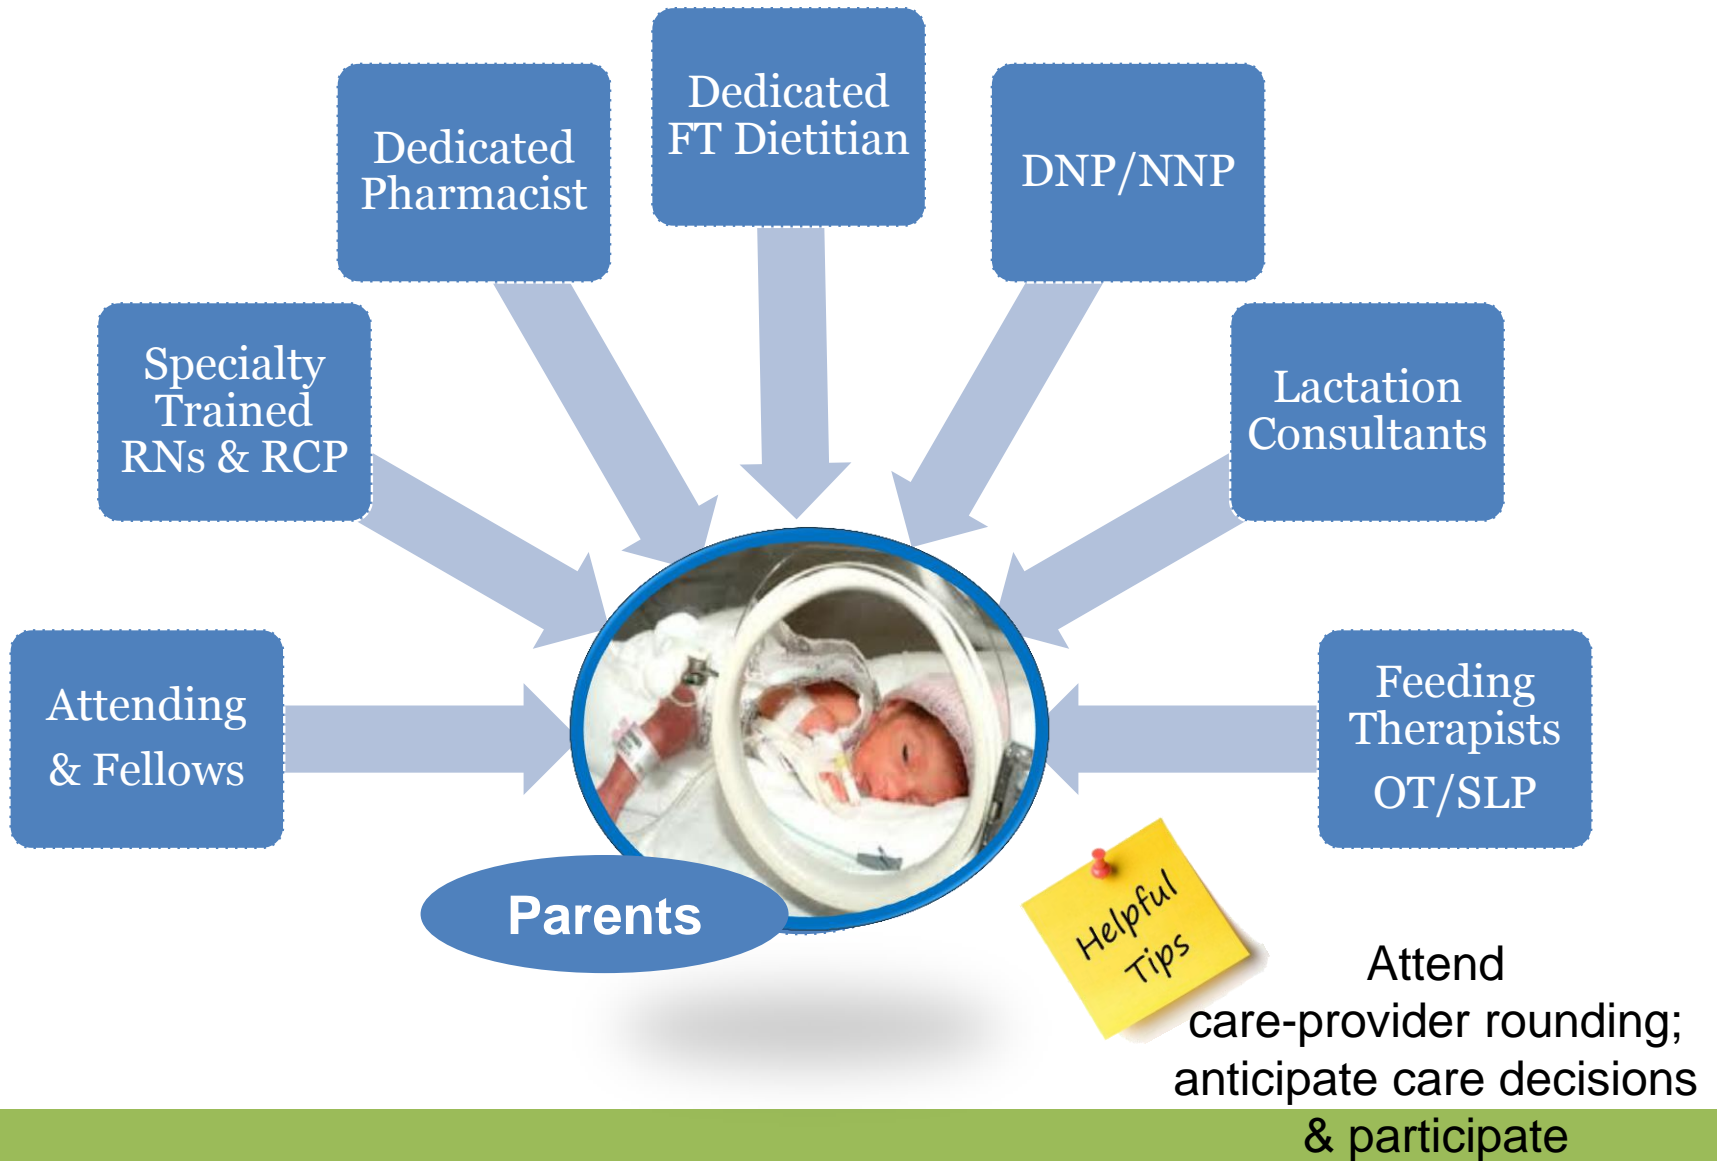 Attending
& Fellows
Specialty
Trained
RNs & RCP
Dedicated
Pharmacist
Dedicated
FT Dietitian
DNP/NNP
Lactation
Consultants
Feeding
Therapists
OT/SLP
Parents
Helpful
Tips
Attend
care-provider rounding;
anticipate care decisions
& participate